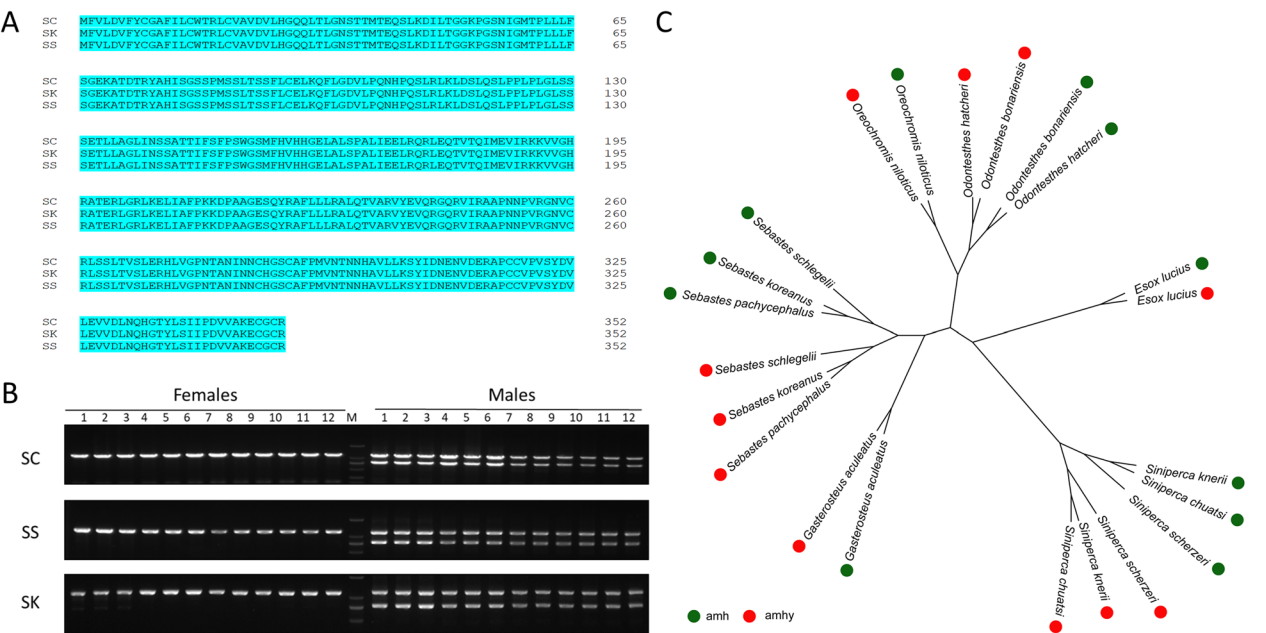 A
SC MFVLDVFYCGAFILCWTRLCVAVDVLHGQQLTLGNSTTMTEQSLKDILTGGKPGSNIGMTPLLLF 65
SK MFVLDVFYCGAFILCWTRLCVAVDVLHGQQLTLGNSTTMTEQSLKDILTGGKPGSNIGMTPLLLF 65
SS MFVLDVFYCGAFILCWTRLCVAVDVLHGQQLTLGNSTTMTEQSLKDILTGGKPGSNIGMTPLLLF 65
SC SGEKATDTRYAHISGSSPMSSLTSSFLCELKQFLGDVLPQNHPQSLRLKLDSLQSLPPLPLGLSS 130
SK SGEKATDTRYAHISGSSPMSSLTSSFLCELKQFLGDVLPQNHPQSLRLKLDSLQSLPPLPLGLSS 130
SS SGEKATDTRYAHISGSSPMSSLTSSFLCELKQFLGDVLPQNHPQSLRLKLDSLQSLPPLPLGLSS 130
SC SETLLAGLINSSATTIFSFPSWGSMFHVHHGELALSPALIEELRQRLEQTVTQIMEVIRKKVVGH 195
SK SETLLAGLINSSATTIFSFPSWGSMFHVHHGELALSPALIEELRQRLEQTVTQIMEVIRKKVVGH 195
SS SETLLAGLINSSATTIFSFPSWGSMFHVHHGELALSPALIEELRQRLEQTVTQIMEVIRKKVVGH 195
SC RATERLGRLKELIAFPKKDPAAGESQYRAFLLLRALQTVARVYEVQRGQRVIRAAPNNPVRGNVC 260
SK RATERLGRLKELIAFPKKDPAAGESQYRAFLLLRALQTVARVYEVQRGQRVIRAAPNNPVRGNVC 260
SS RATERLGRLKELIAFPKKDPAAGESQYRAFLLLRALQTVARVYEVQRGQRVIRAAPNNPVRGNVC 260
SC RLSSLTVSLERHLVGPNTANINNCHGSCAFPMVNTNNHAVLLKSYIDNENVDERAPCCVPVSYDV 325
SK RLSSLTVSLERHLVGPNTANINNCHGSCAFPMVNTNNHAVLLKSYIDNENVDERAPCCVPVSYDV 325
SS RLSSLTVSLERHLVGPNTANINNCHGSCAFPMVNTNNHAVLLKSYIDNENVDERAPCCVPVSYDV 325
SC LEVVDLNQHGTYLSIIPDVVAKECGCR 352
SK LEVVDLNQHGTYLSIIPDVVAKECGCR 352
SS LEVVDLNQHGTYLSIIPDVVAKECGCR 352
B
Females Males
1 2 3 4 5 6 7 8 9 10 11 12 M 1 2 3 4 5 6 7 8 9 10 11 12
SC
SS
SK
C
Oreochromis niloticus
Oreochromis niloticus
Odontesthes hatcheri
Odontesthes bonariensis
Odontesthes bonariensis
Odontesthes hatcheri
Esox lucius
Esox lucius
Sebastes schlegelii
Sebastes koreanus
Sebastes pachycephalus
Sebastes schlegelii
Sebastes koreanus
Sebastes pachycephalus
Gasterosteus aculeatus
Gasterosteus aculeatus
Siniperca knerii
Siniperca chuatsi
Siniperca scherzeri
Siniperca scherzeri
Siniperca knerii
Siniperca chuatsi
amh amhy